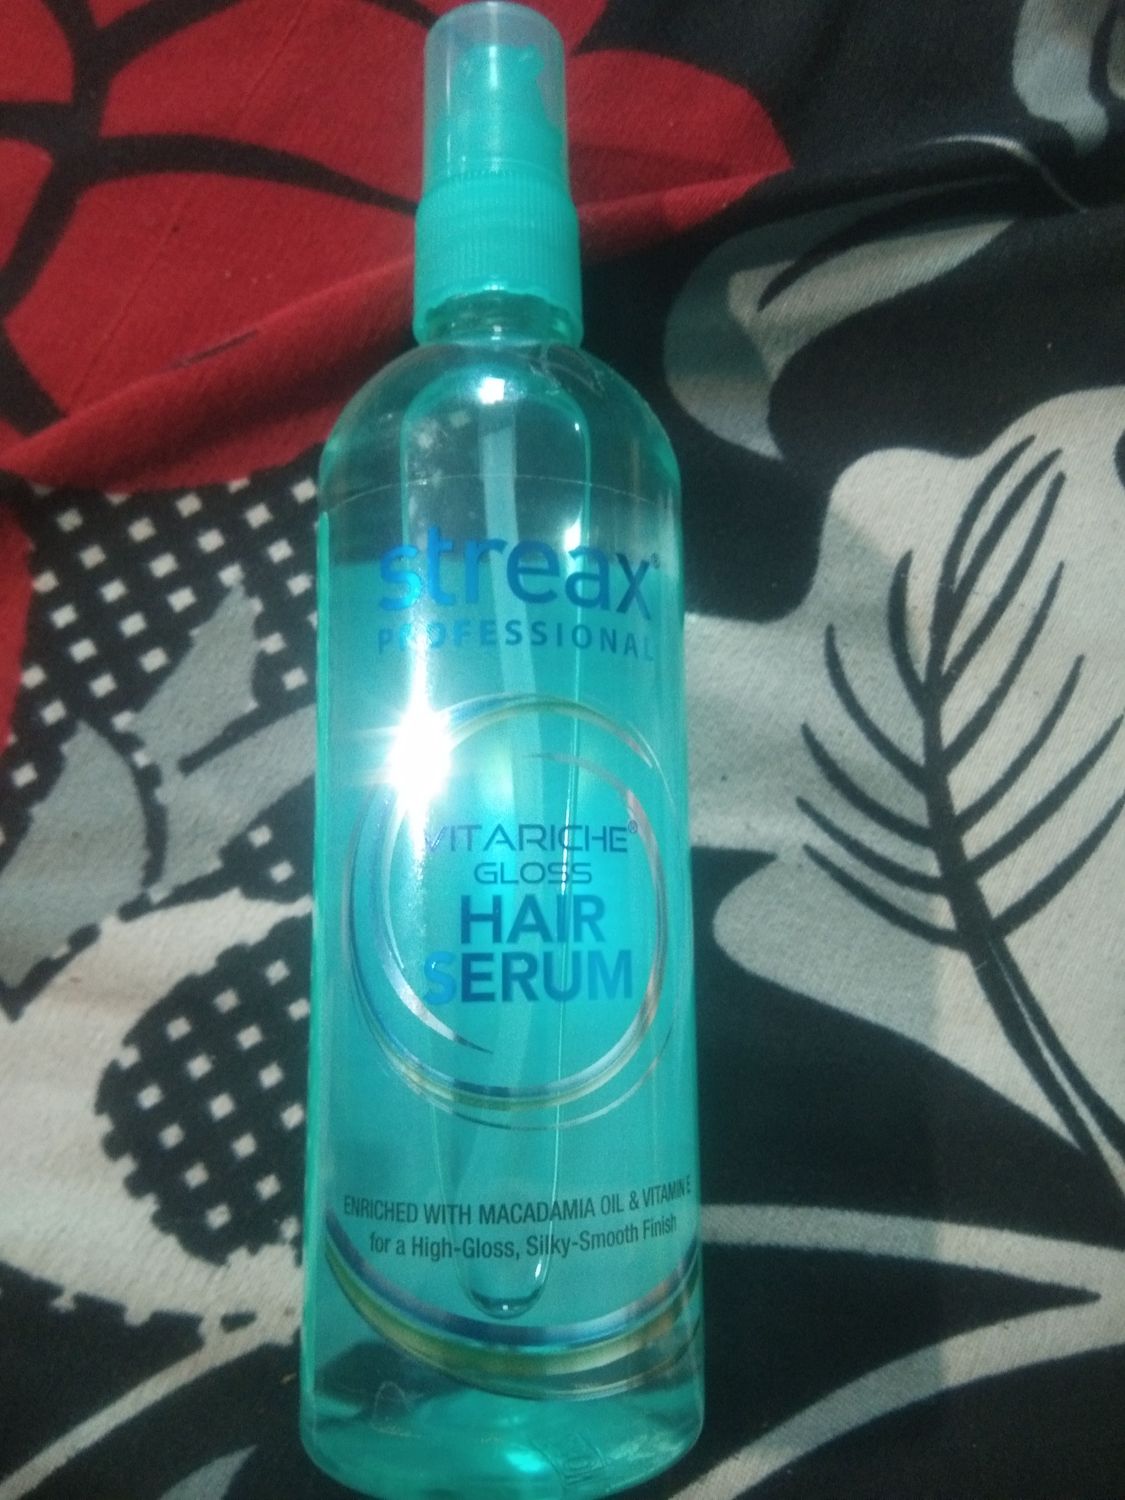 streax®
PROFESSIONAL
VITARICHE®
GLOSS
HAIR
SERUM
ENRICHED WITH MACADAMIA OIL & VITAMIN E
for a High-Gloss, Silky-Smooth Finish